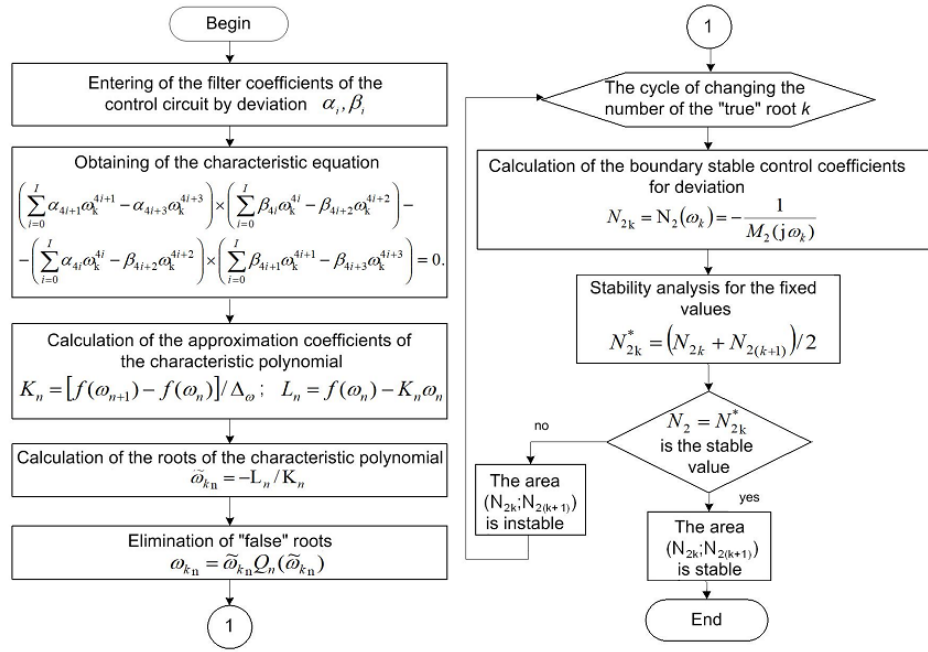 Begin
Entering of the filter coefficients of the
control circuit by deviation α_i, β_i
Obtaining of the characteristic equation
(∑_{i=0}^{I} α_{4i+1}ω_k^{4i+1} − α_{4i+3}ω_k^{4i+3}) × (∑_{i=0}^{I} β_{4i}ω_k^{4i} − β_{4i+2}ω_k^{4i+2}) −
−(∑_{i=0}^{I} α_{4i}ω_k^{4i} − β_{4i+2}ω_k^{4i+2}) × (∑_{i=0}^{I} β_{4i+1}ω_k^{4i+1} − β_{4i+3}ω_k^{4i+3}) = 0.
Calculation of the approximation coefficients of
the characteristic polynomial
K_n = [f(ω_{n+1}) − f(ω_n)]/Δ_ω ; L_n = f(ω_n) − K_nω_n
Calculation of the roots of the characteristic polynomial
ω̃_{kn} = −L_n/K_n
Elimination of "false" roots
ω_{kn} = ω̃_{kn}Q_n(ω̃_{kn})
1
1
The cycle of changing the
number of the "true" root k
Calculation of the boundary stable control coefficients
for deviation
N_{2k} = N_2(ω_k) = −1/M_2(jω_k)
Stability analysis for the fixed
values
N*_{2k} = (N_{2k} + N_{2(k+1)})/2
N_2 = N*_{2k}
is the stable
value
no
The area
(N_{2k};N_{2(k+1)})
is instable
yes
The area
(N_{2k};N_{2(k+1)})
is stable
End